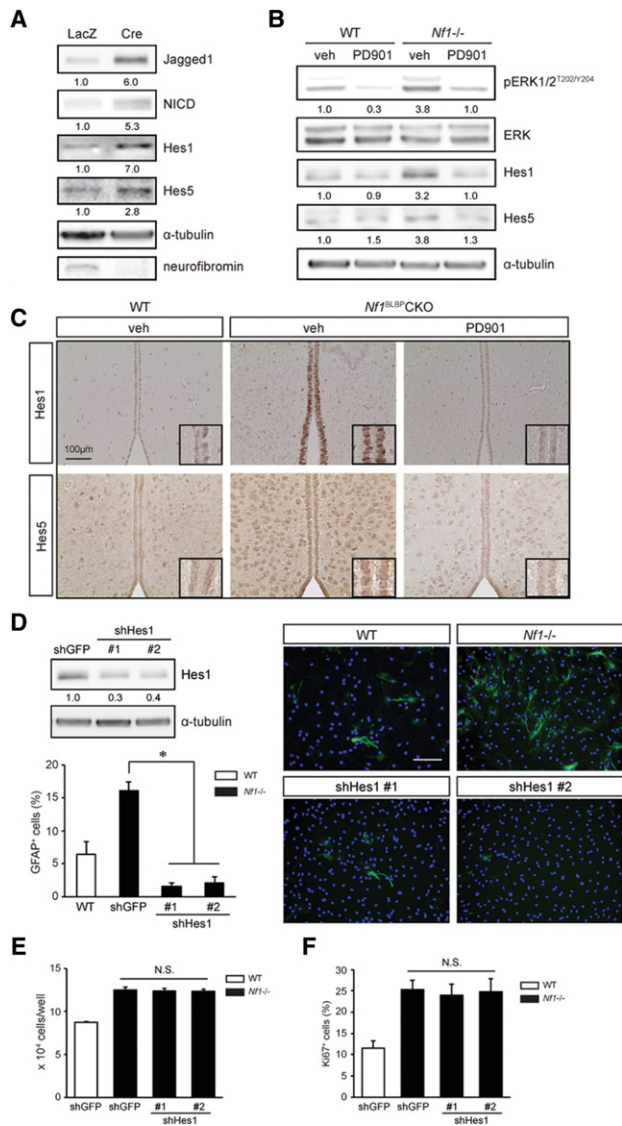 A
LacZ Cre
Jagged1
1.0 6.0
NICD
1.0 5.3
Hes1
1.0 7.0
Hes5
1.0 2.8
α-tubulin
neurofibromin
B
WT Nf1-/-
veh PD901 veh PD901
pERK1/2T202/Y204
1.0 0.3 3.8 1.0
ERK
Hes1
1.0 0.9 3.2 1.0
Hes5
1.0 1.5 3.8 1.3
α-tubulin
C
WT Nf1BLBPCKO
veh veh PD901
Hes1
100μm
Hes5
D
shHes1
shGFP #1 #2
Hes1
1.0 0.3 0.4
α-tubulin
GFAP+ cells (%)
20
15
10
5
0
*
WT
Nf1-/-
WT shGFP #1 #2
shHes1
WT Nf1-/-
shHes1 #1 shHes1 #2
E
x 10⁴ cells/well
15
10
5
0
N.S.
WT
Nf1-/-
shGFP shGFP #1 #2
shHes1
F
Ki67+ cells (%)
30
25
20
15
10
5
0
N.S.
WT
Nf1-/-
shGFP shGFP #1 #2
shHes1